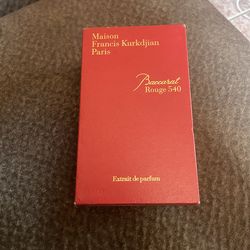 Maison
Francis Kurkdjian
Paris
Baccarat
Rouge 540
Extrait de parfum